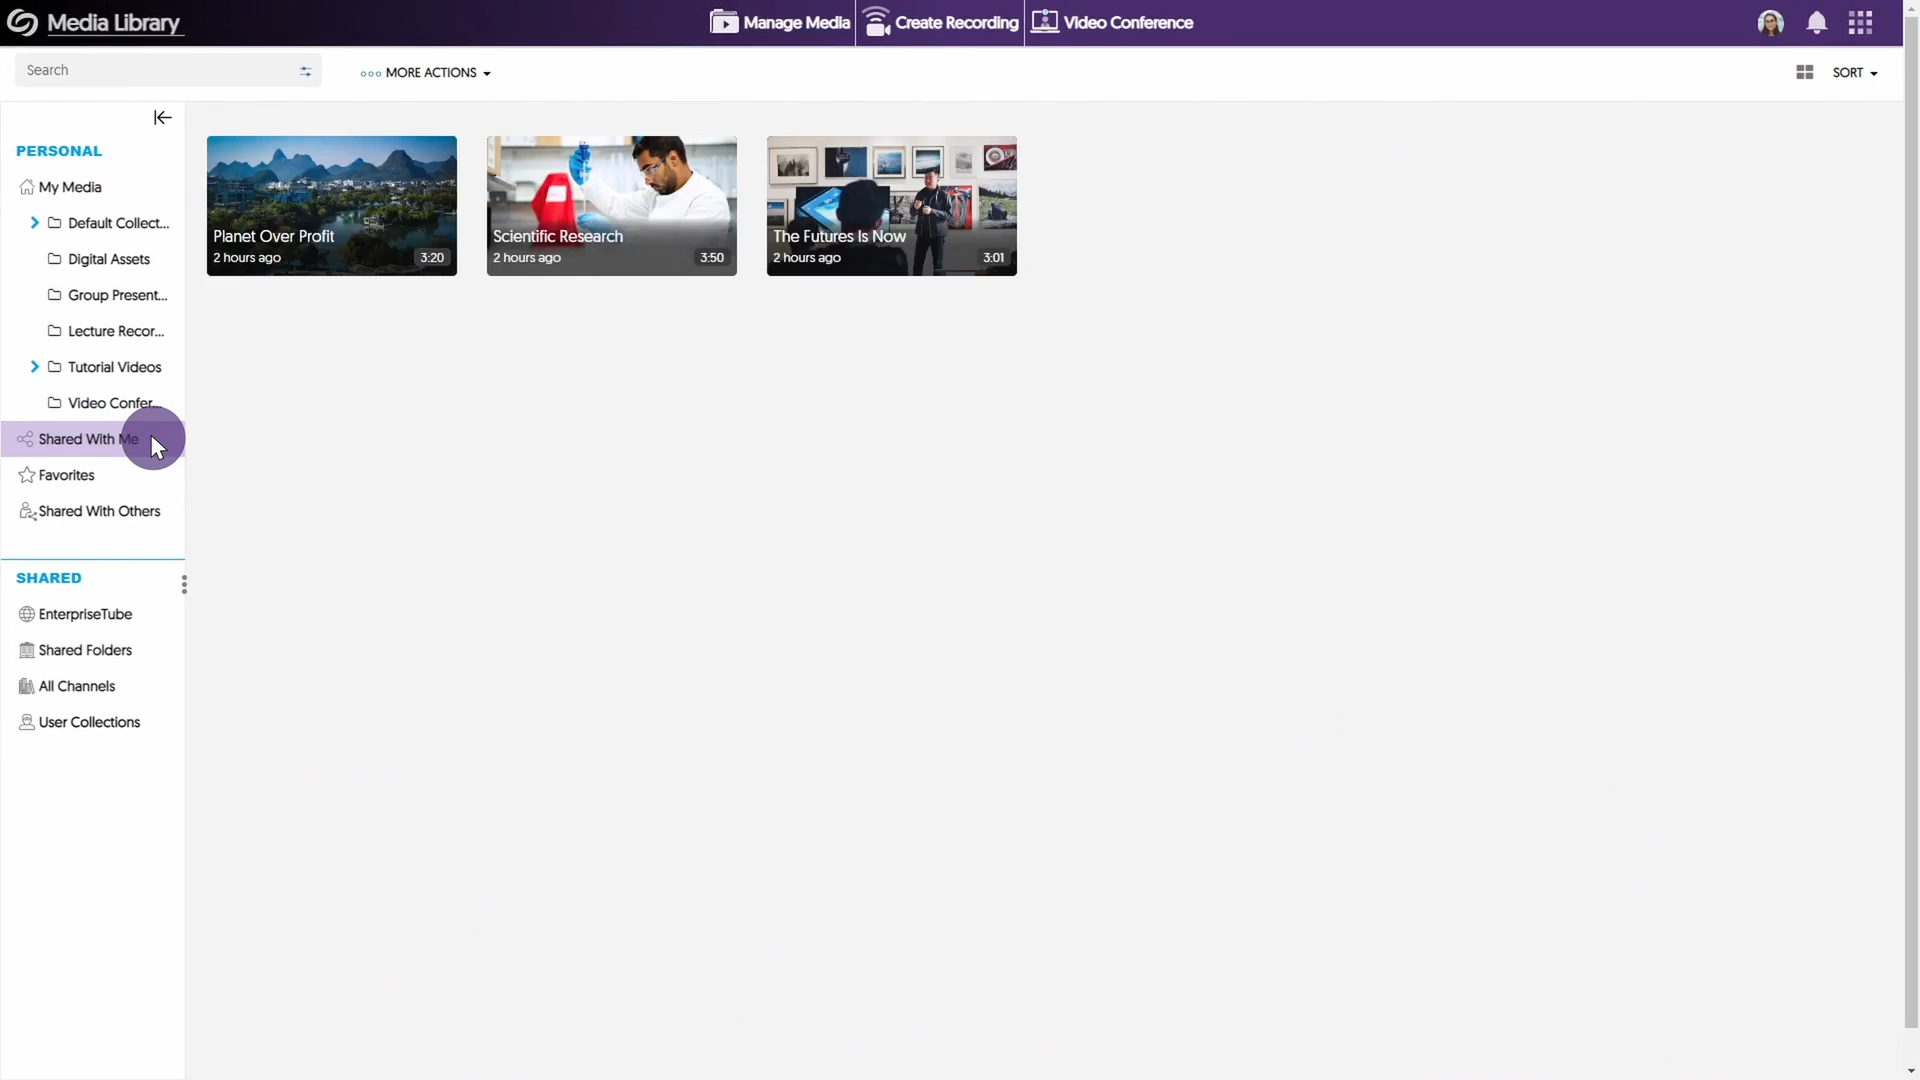 Media Library
Manage Media
Create Recording
Video Conference
Search
MORE ACTIONS
SORT
PERSONAL
My Media
Default Collect...
Digital Assets
Group Present...
Lecture Recor...
Tutorial Videos
Video Confer...
Shared With Me
Favorites
Shared With Others
SHARED
EnterpriseTube
Shared Folders
All Channels
User Collections
Planet Over Profit
2 hours ago 3:20
Scientific Research
2 hours ago 3:50
The Futures Is Now
2 hours ago 3:01